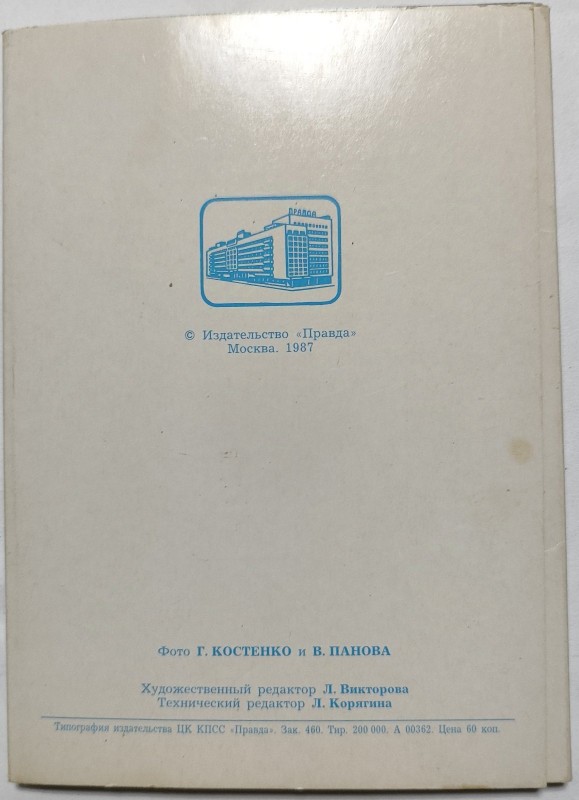 ПРАВДА
© Издательство «Правда»
Москва. 1987
Фото Г. КОСТЕНКО и В. ПАНОВА
Художественный редактор Л. Викторова
Технический редактор Л. Корягина
Типография издательства ЦК КПСС «Правда». Зак. 460. Тир. 200 000. А 00362. Цена 60 коп.